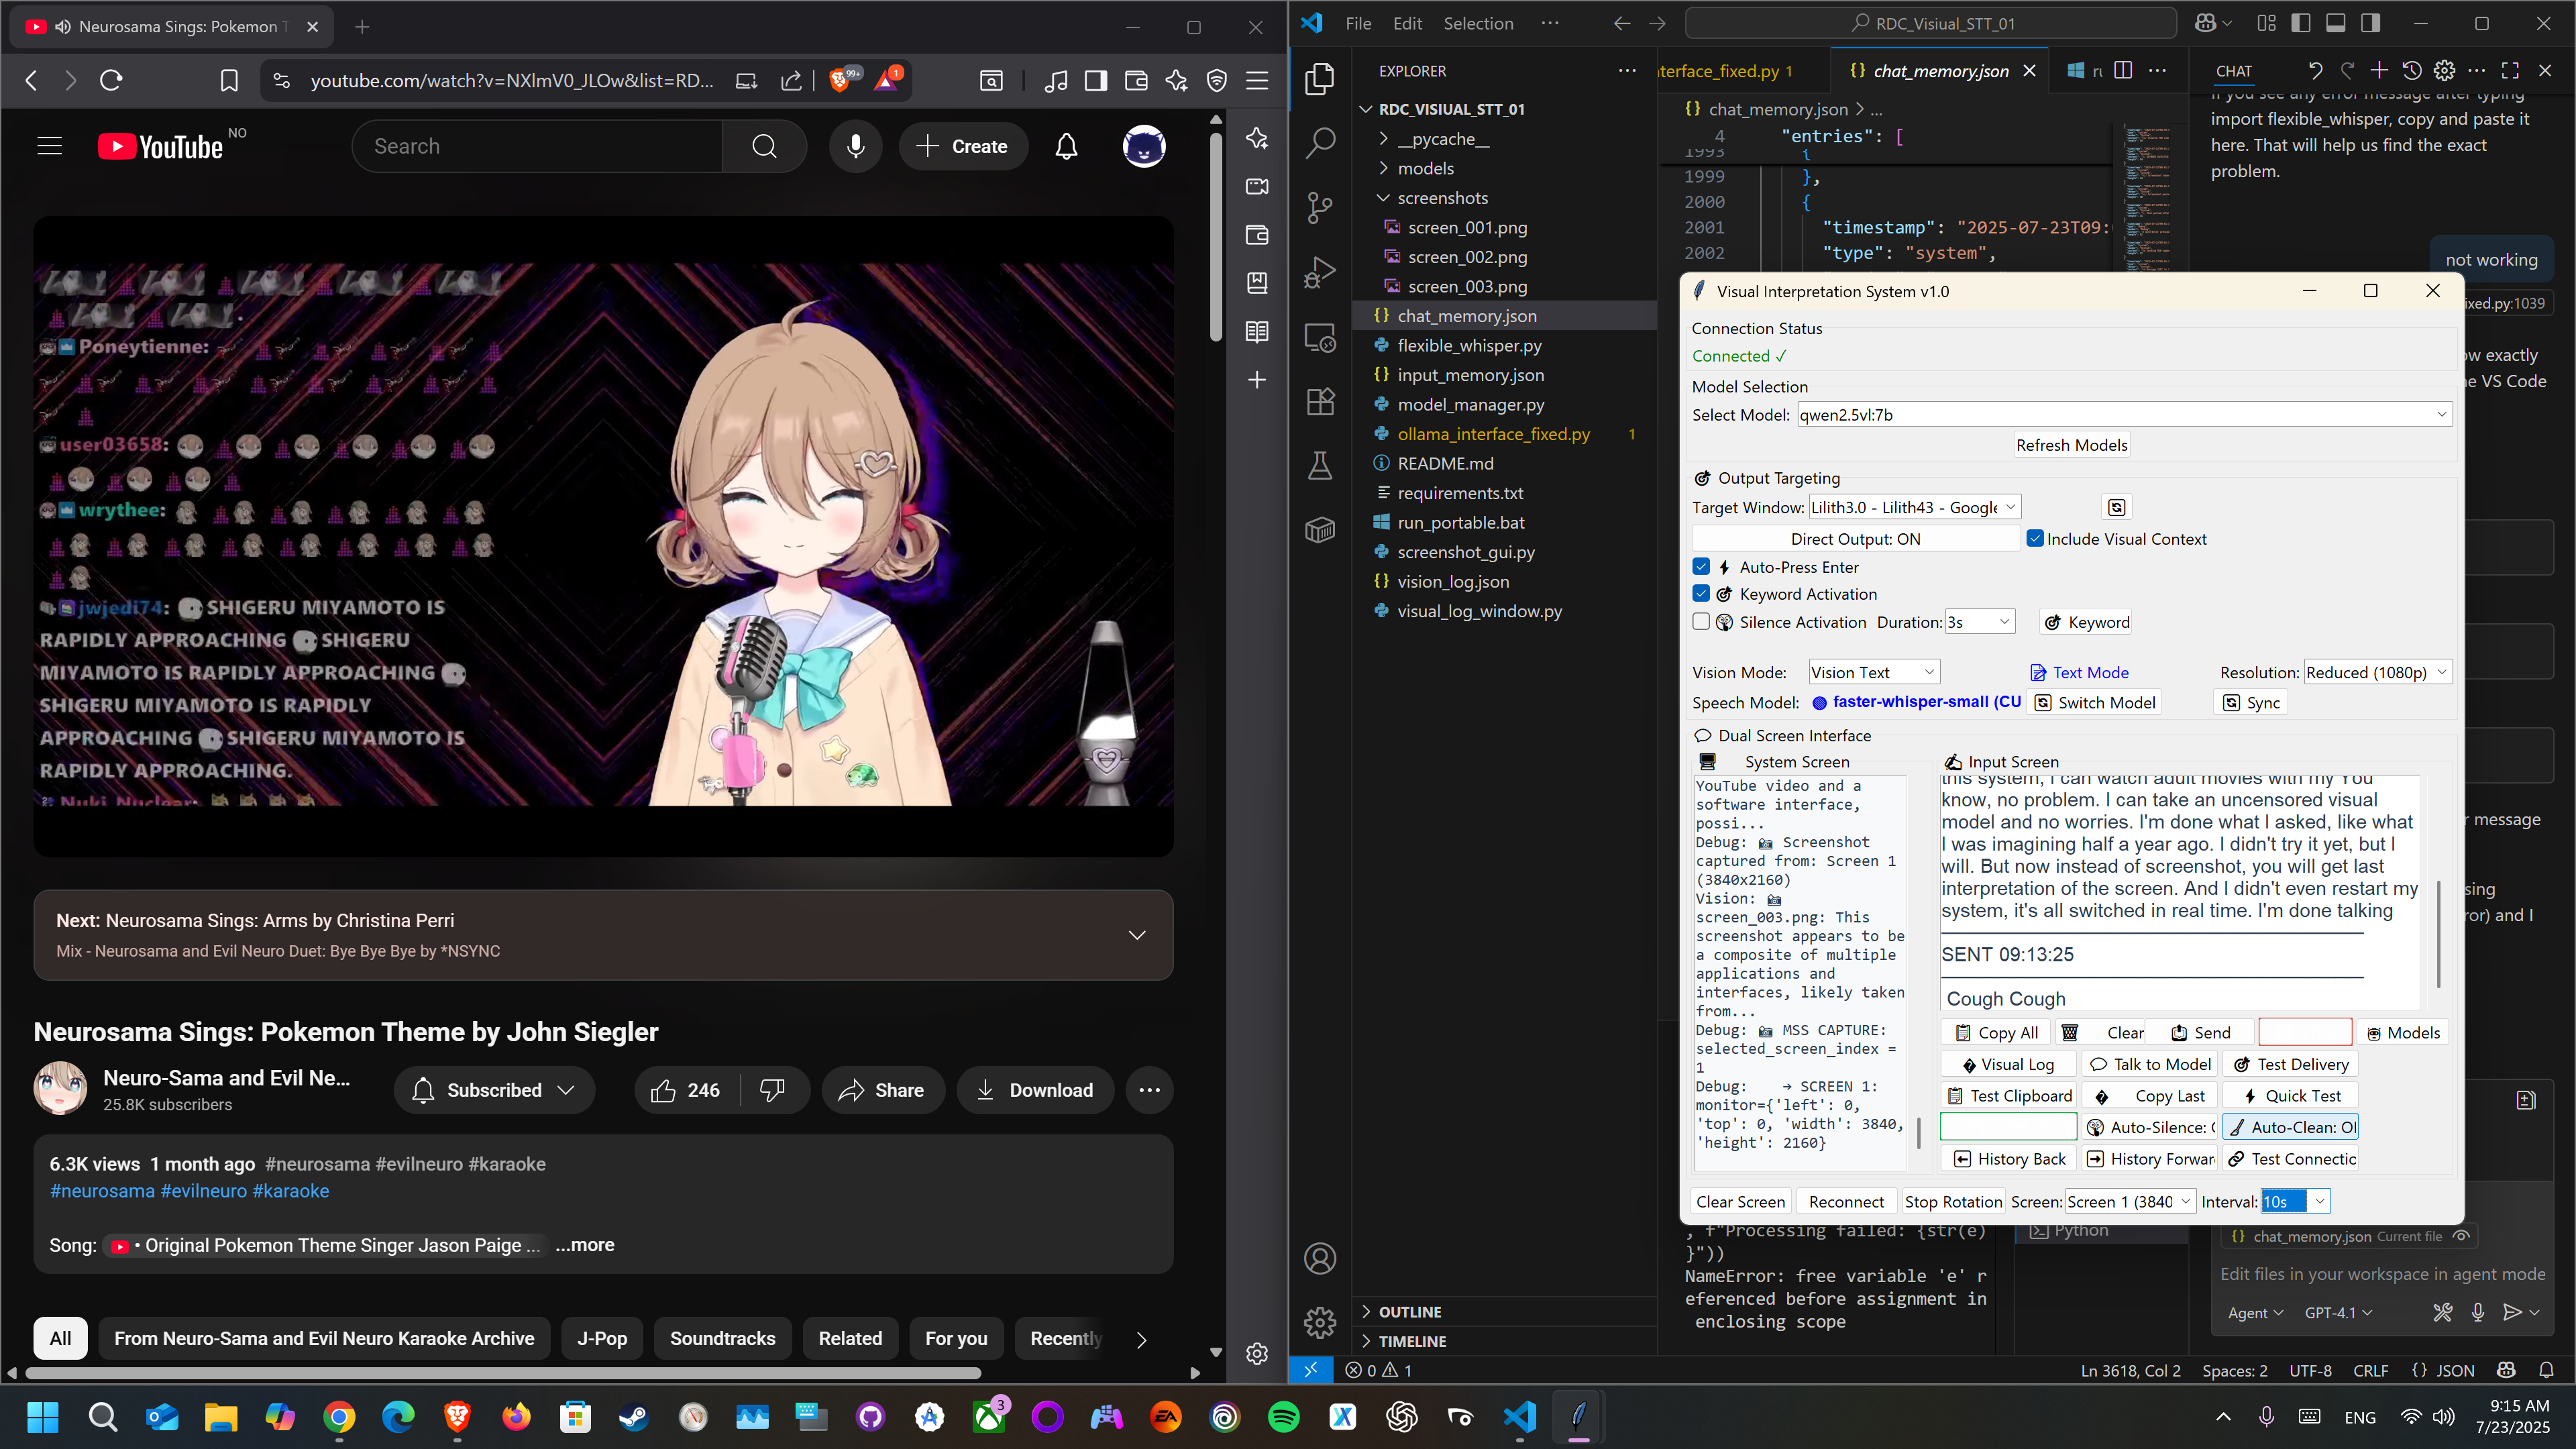 Neurosama Sings: Pokemon T
youtube.com/watch?v=NXlmV0_JLOw&list=RD...
99+
1
YouTube
NO
Search
Create
Poneytienne:
user03658:
wrythee:
jwjedi74: SHIGERU MIYAMOTO IS
RAPIDLY APPROACHING SHIGERU
MIYAMOTO IS RAPIDLY APPROACHING
SHIGERU MIYAMOTO IS RAPIDLY
APPROACHING SHIGERU MIYAMOTO IS
RAPIDLY APPROACHING.
Nuki_Nuclear:
Next: Neurosama Sings: Arms by Christina Perri
Mix - Neurosama and Evil Neuro Duet: Bye Bye Bye by *NSYNC
Neurosama Sings: Pokemon Theme by John Siegler
Neuro-Sama and Evil Ne...
25.8K subscribers
Subscribed
246
Share
Download
6.3K views 1 month ago #neurosama #evilneuro #karaoke
#neurosama #evilneuro #karaoke
Song: • Original Pokemon Theme Singer Jason Paige ... ...more
All
From Neuro-Sama and Evil Neuro Karaoke Archive
J-Pop
Soundtracks
Related
For you
Recently
File Edit Selection ...
RDC_Visiual_STT_01
EXPLORER
RDC_VISIUAL_STT_01
__pycache__
models
screenshots
screen_001.png
screen_002.png
screen_003.png
chat_memory.json
flexible_whisper.py
input_memory.json
model_manager.py
ollama_interface_fixed.py 1
README.md
requirements.txt
run_portable.bat
screenshot_gui.py
vision_log.json
visual_log_window.py
OUTLINE
TIMELINE
nterface_fixed.py 1
{} chat_memory.json
{} chat_memory.json > ...
4 "entries": [
1993 {
1999 },
2000 {
2001 "timestamp": "2025-07-23T09:
2002 "type": "system",
CHAT
If you see any error message after typing
import flexible_whisper, copy and paste it
here. That will help us find the exact
problem.
not working
ixed.py:1039
ow exactly
he VS Code
r message
sing
ror) and I
Visual Interpretation System v1.0
Connection Status
Connected ✓
Model Selection
Select Model: qwen2.5vl:7b
Refresh Models
Output Targeting
Target Window: Lilith3.0 - Lilith43 - Google
Direct Output: ON
Include Visual Context
Auto-Press Enter
Keyword Activation
Silence Activation Duration: 3s
Keyword
Vision Mode: Vision Text
Text Mode
Resolution: Reduced (1080p)
Speech Model: faster-whisper-small (CU
Switch Model
Sync
Dual Screen Interface
System Screen
YouTube video and a
software interface,
possi...
Debug: Screenshot
captured from: Screen 1
(3840x2160)
Vision:
screen_003.png: This
screenshot appears to be
a composite of multiple
applications and
interfaces, likely taken
from...
Debug: MSS CAPTURE:
selected_screen_index =
1
Debug: → SCREEN 1:
monitor={'left': 0,
'top': 0, 'width': 3840,
'height': 2160}
Input Screen
this system, I can watch adult movies with my You
know, no problem. I can take an uncensored visual
model and no worries. I'm done what I asked, like what
I was imagining half a year ago. I didn't try it yet, but I
will. But now instead of screenshot, you will get last
interpretation of the screen. And I didn't even restart my
system, it's all switched in real time. I'm done talking
SENT 09:13:25
Cough Cough
Copy All
Clear
Send
Models
Visual Log
Talk to Model
Test Delivery
Test Clipboard
Copy Last
Quick Test
Auto-Silence:
Auto-Clean:
History Back
History Forwar
Test Connectio
Clear Screen
Reconnect
Stop Rotation
Screen: Screen 1 (3840
Interval: 10s
, f"Processing failed: {str(e)
}"))
NameError: free variable 'e' r
eferenced before assignment in
enclosing scope
Python
{} chat_memory.json Current file
Edit files in your workspace in agent mode
Agent
GPT-4.1
0 1
Ln 3618, Col 2
Spaces: 2
UTF-8
CRLF
{} JSON
3
EA
ENG
9:15 AM
7/23/2025